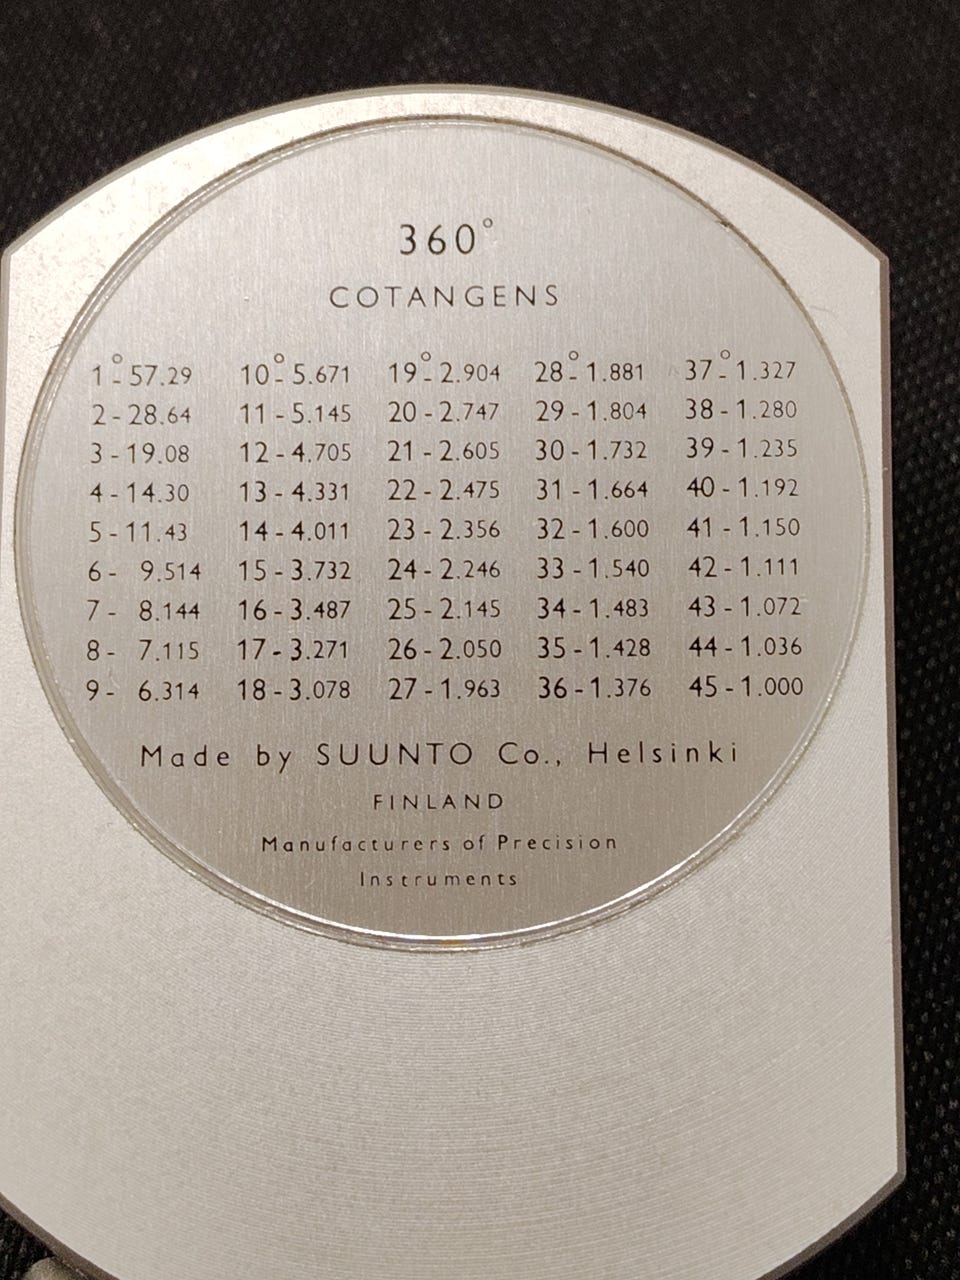 360°
COTANGENS
1°-57.29 10°-5.671 19°-2.904 28°-1.881 37°-1.327
2-28.64 11-5.145 20-2.747 29-1.804 38-1.280
3-19.08 12-4.705 21-2.605 30-1.732 39-1.235
4-14.30 13-4.331 22-2.475 31-1.664 40-1.192
5-11.43 14-4.011 23-2.356 32-1.600 41-1.150
6- 9.514 15-3.732 24-2.246 33-1.540 42-1.111
7- 8.144 16-3.487 25-2.145 34-1.483 43-1.072
8- 7.115 17-3.271 26-2.050 35-1.428 44-1.036
9- 6.314 18-3.078 27-1.963 36-1.376 45-1.000
Made by SUUNTO Co., Helsinki
FINLAND
Manufacturers of Precision
Instruments